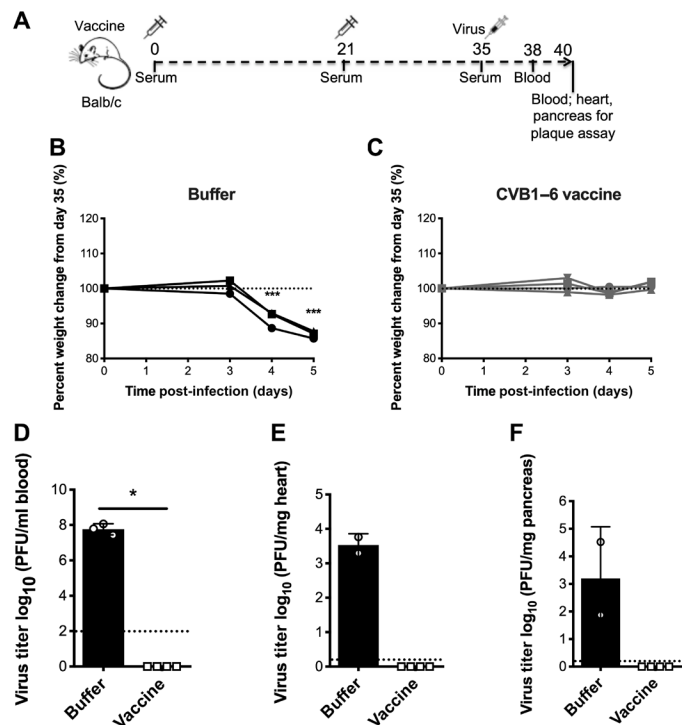 A
Vaccine
Balb/c
Virus
0 21 35 38 40
Serum Serum Serum Blood
Blood; heart,
pancreas for
plaque assay
B
Buffer
Percent weight change from day 35 (%)
120
110
100
90
80
***
***
0 1 2 3 4 5
Time post-infection (days)
C
CVB1–6 vaccine
Percent weight change from day 35 (%)
120
110
100
90
80
0 1 2 3 4 5
Time post-infection (days)
D
Virus titer log10 (PFU/ml blood)
10
8
6
4
2
0
*
Buffer
Vaccine
E
Virus titer log10 (PFU/mg heart)
5
4
3
2
1
0
Buffer
Vaccine
F
Virus titer log10 (PFU/mg pancreas)
6
5
4
3
2
1
0
Buffer
Vaccine